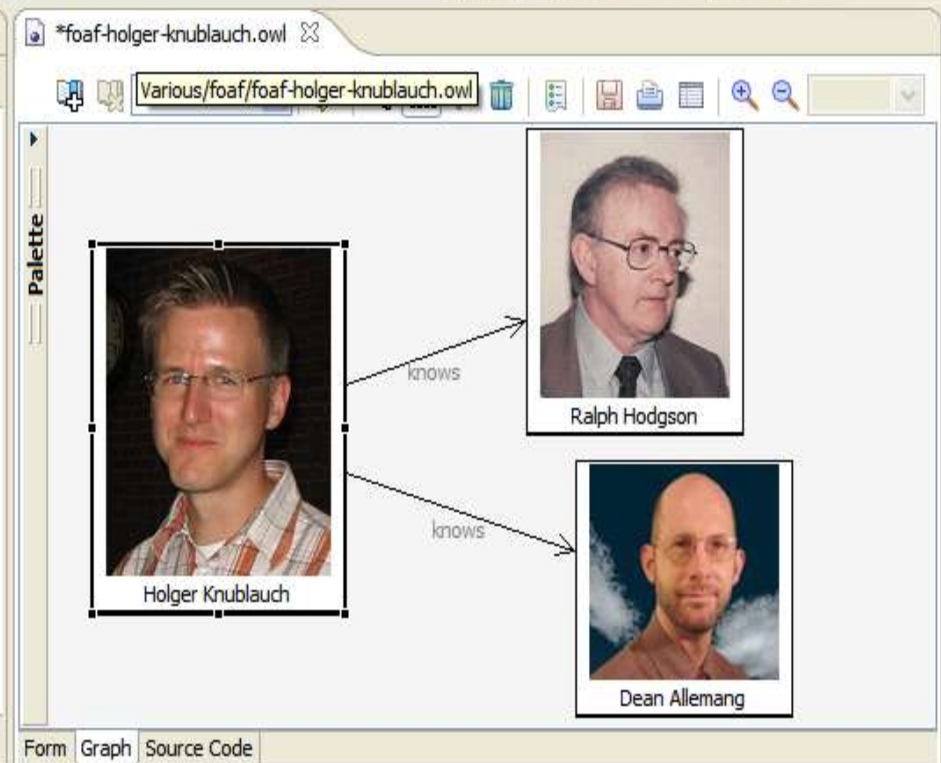 *foaf-holger-knublauch.owl
Various/foaf/foaf-holger-knublauch.owl
Palette
knows
Ralph Hodgson
knows
Holger Knublauch
Dean Allemang
Form Graph Source Code